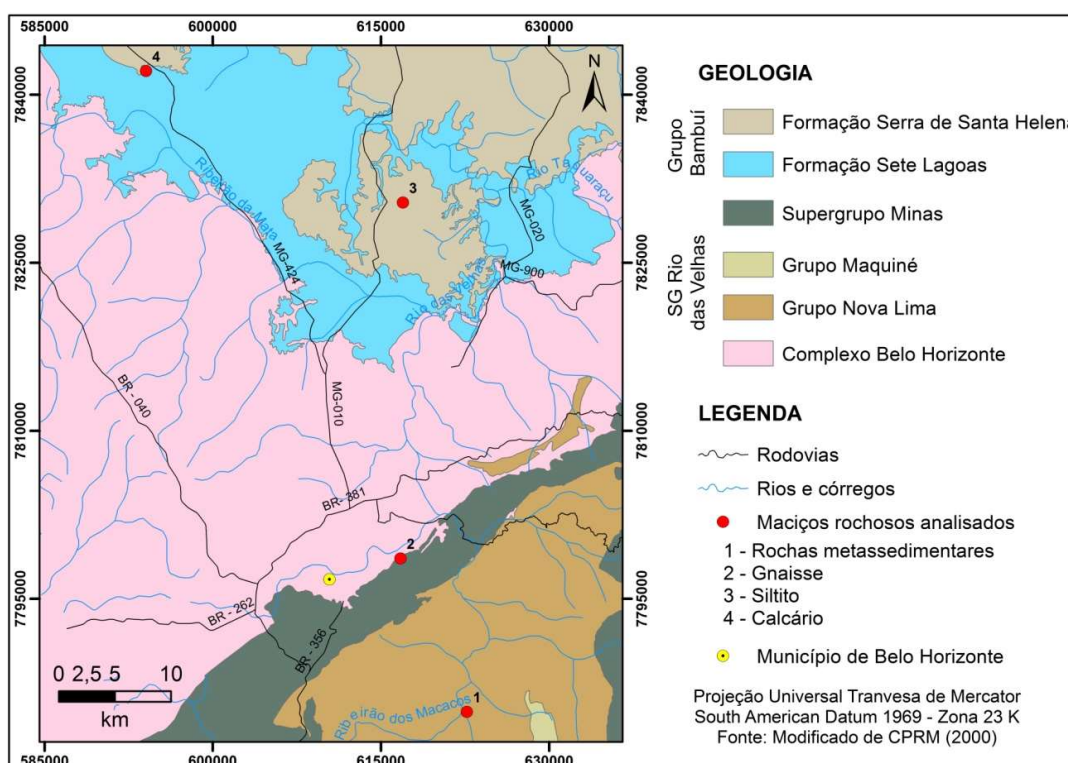 585000 600000 615000 630000
4
N
7840000 7840000
Ribeirão da Mata
Rio Taquaraçu
3
MG-020
MG-424
7825000 7825000
MG-900
Rio das Velhas
BR - 040
MG-010
7810000 7810000
BR- 381
2
7795000 7795000
BR - 262
BR - 356
0 2,5 5 10
km
Ribeirão dos Macacos
1
585000 600000 615000 630000
GEOLOGIA
Grupo
Bambuí
Formação Serra de Santa Helena
Formação Sete Lagoas
Supergrupo Minas
SG Rio
das Velhas
Grupo Maquiné
Grupo Nova Lima
Complexo Belo Horizonte
LEGENDA
Rodovias
Rios e córregos
Maciços rochosos analisados
1 - Rochas metassedimentares
2 - Gnaisse
3 - Siltito
4 - Calcário
Município de Belo Horizonte
Projeção Universal Tranvesa de Mercator
South American Datum 1969 - Zona 23 K
Fonte: Modificado de CPRM (2000)